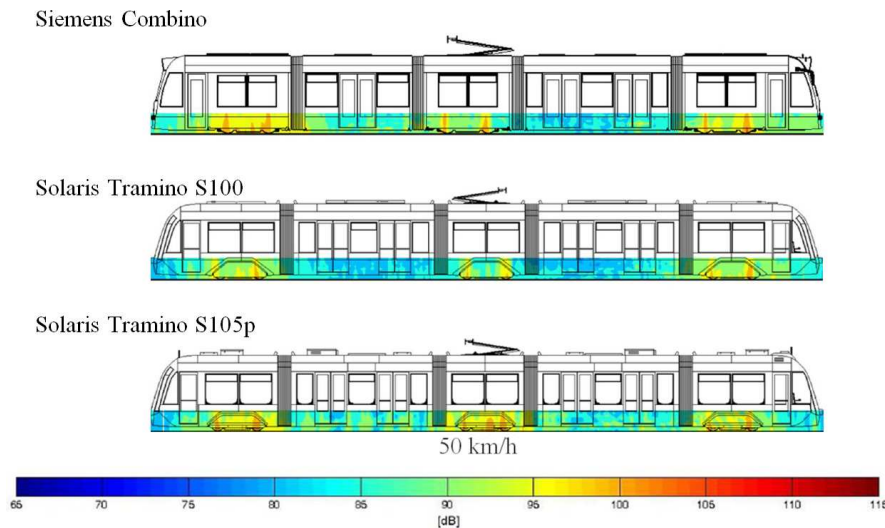 Siemens Combino
Solaris Tramino S100
Solaris Tramino S105p
50 km/h
65 70 75 80 85 90 95 100 105 110 115
[dB]